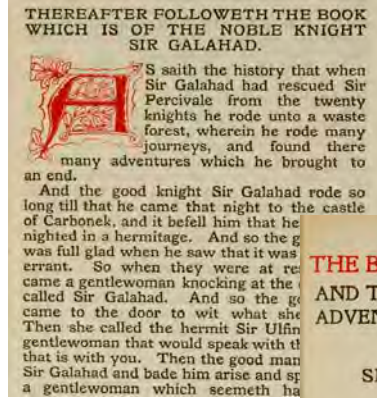 THEREAFTER FOLLOWETH THE BOOK
WHICH IS OF THE NOBLE KNIGHT
SIR GALAHAD.
AS saith the history that when
Sir Galahad had rescued Sir
Percivale from the twenty
knights he rode unto a waste
forest, wherein he rode many
journeys, and found there
many adventures which he brought to
an end.
And the good knight Sir Galahad rode so
long till that he came that night to the castle
of Carbonek, and it befell him that he
nighted in a hermitage. And so the
was full glad when he saw that it was
errant. So when they were at
came a gentlewoman knocking at the
called Sir Galahad. And so the
came to the door to wit what she
Then she called the hermit Sir Ulfin
gentlewoman that would speak with
that is with you. Then the good man
Sir Galahad and bade him arise and
a gentlewoman which seemeth
THE
AND